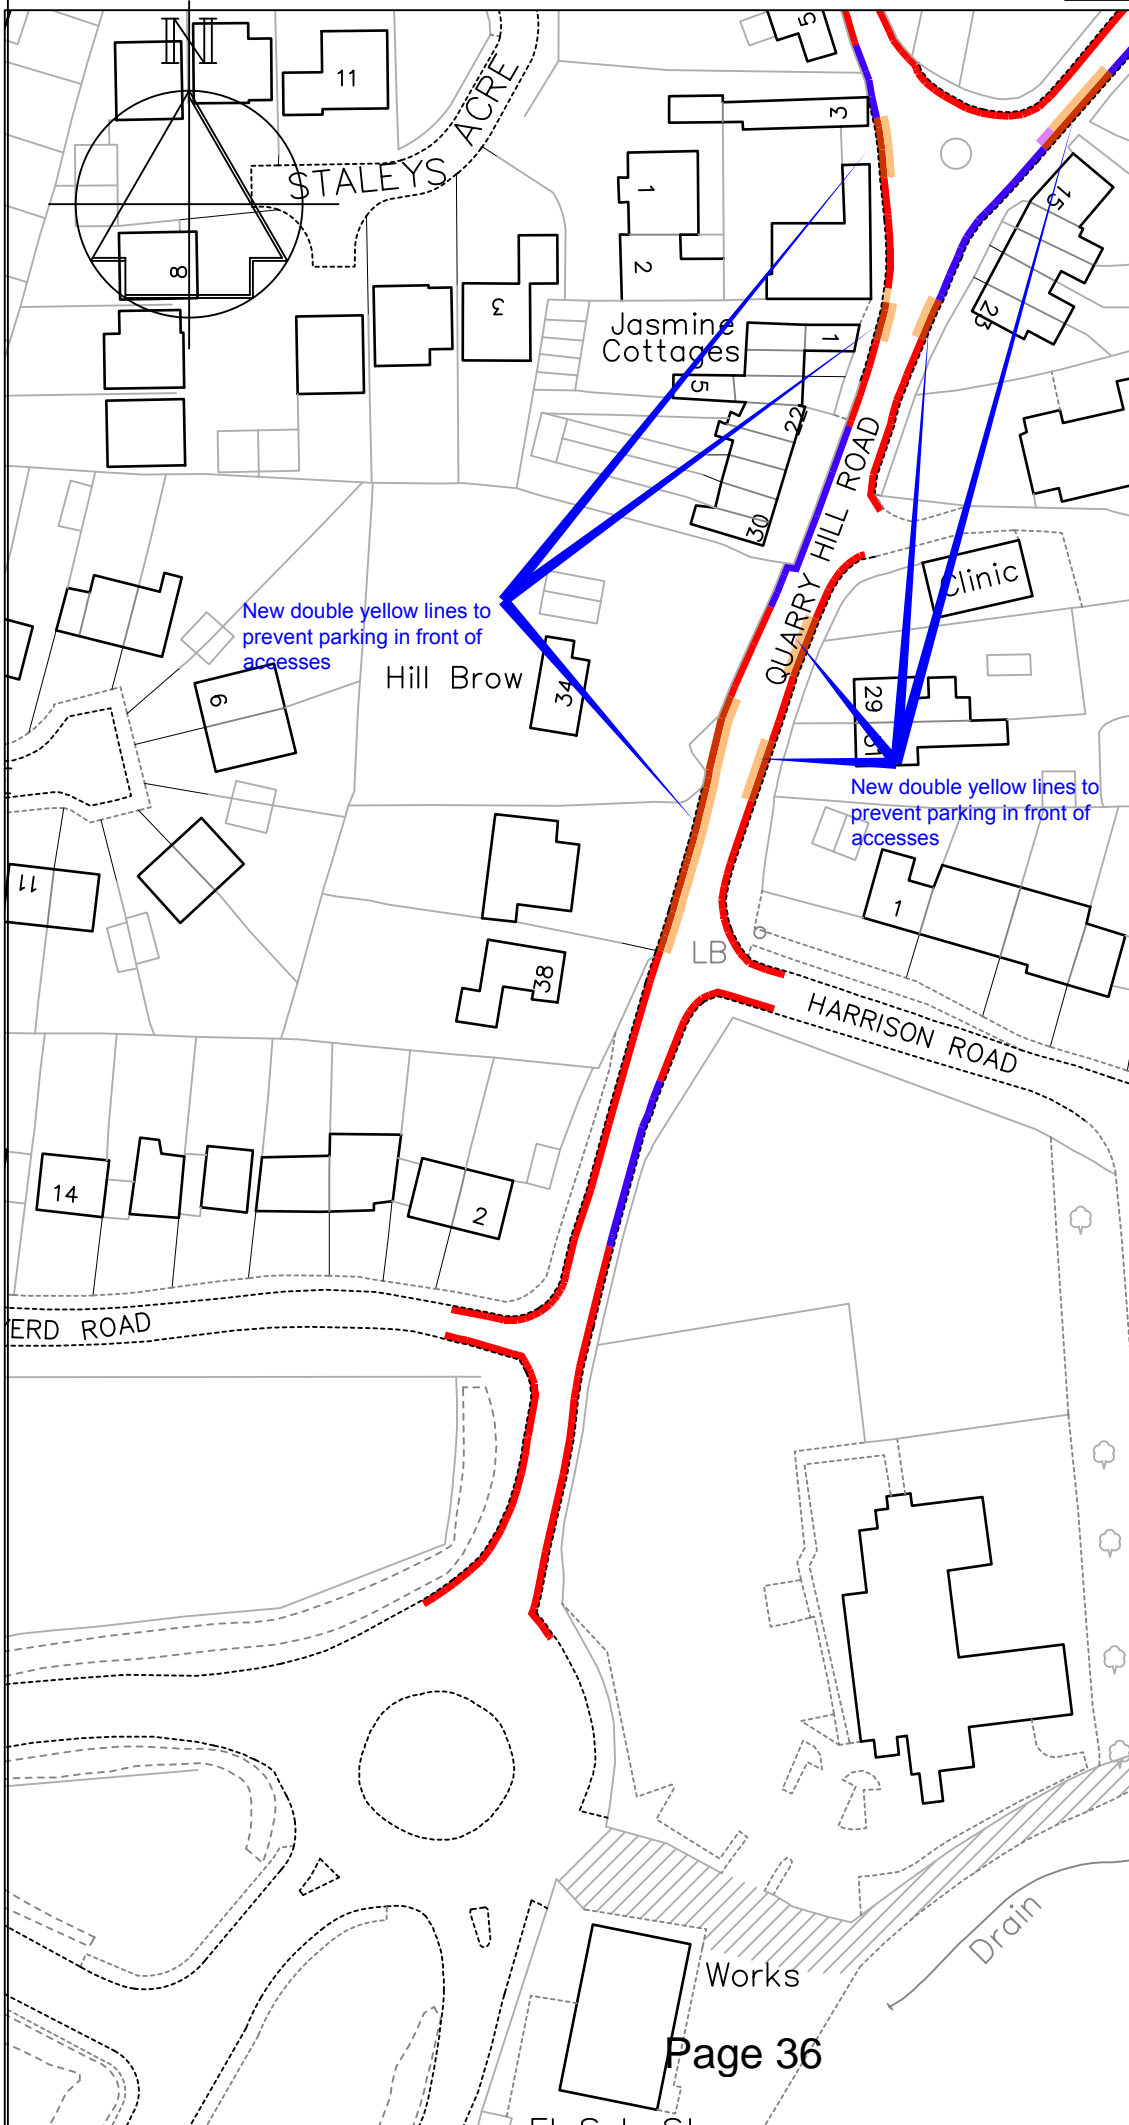 N
5
11
STALEYS ACRE
3
1
2
8
3
15
23
Jasmine
Cottages
1
5
22
30
QUARRY HILL ROAD
Clinic
New double yellow lines to
prevent parking in front of
accesses
Hill Brow
34
9
29
31
New double yellow lines to
prevent parking in front of
accesses
11
1
LB
38
HARRISON ROAD
14
2
ERD ROAD
Drain
Works
Page 36